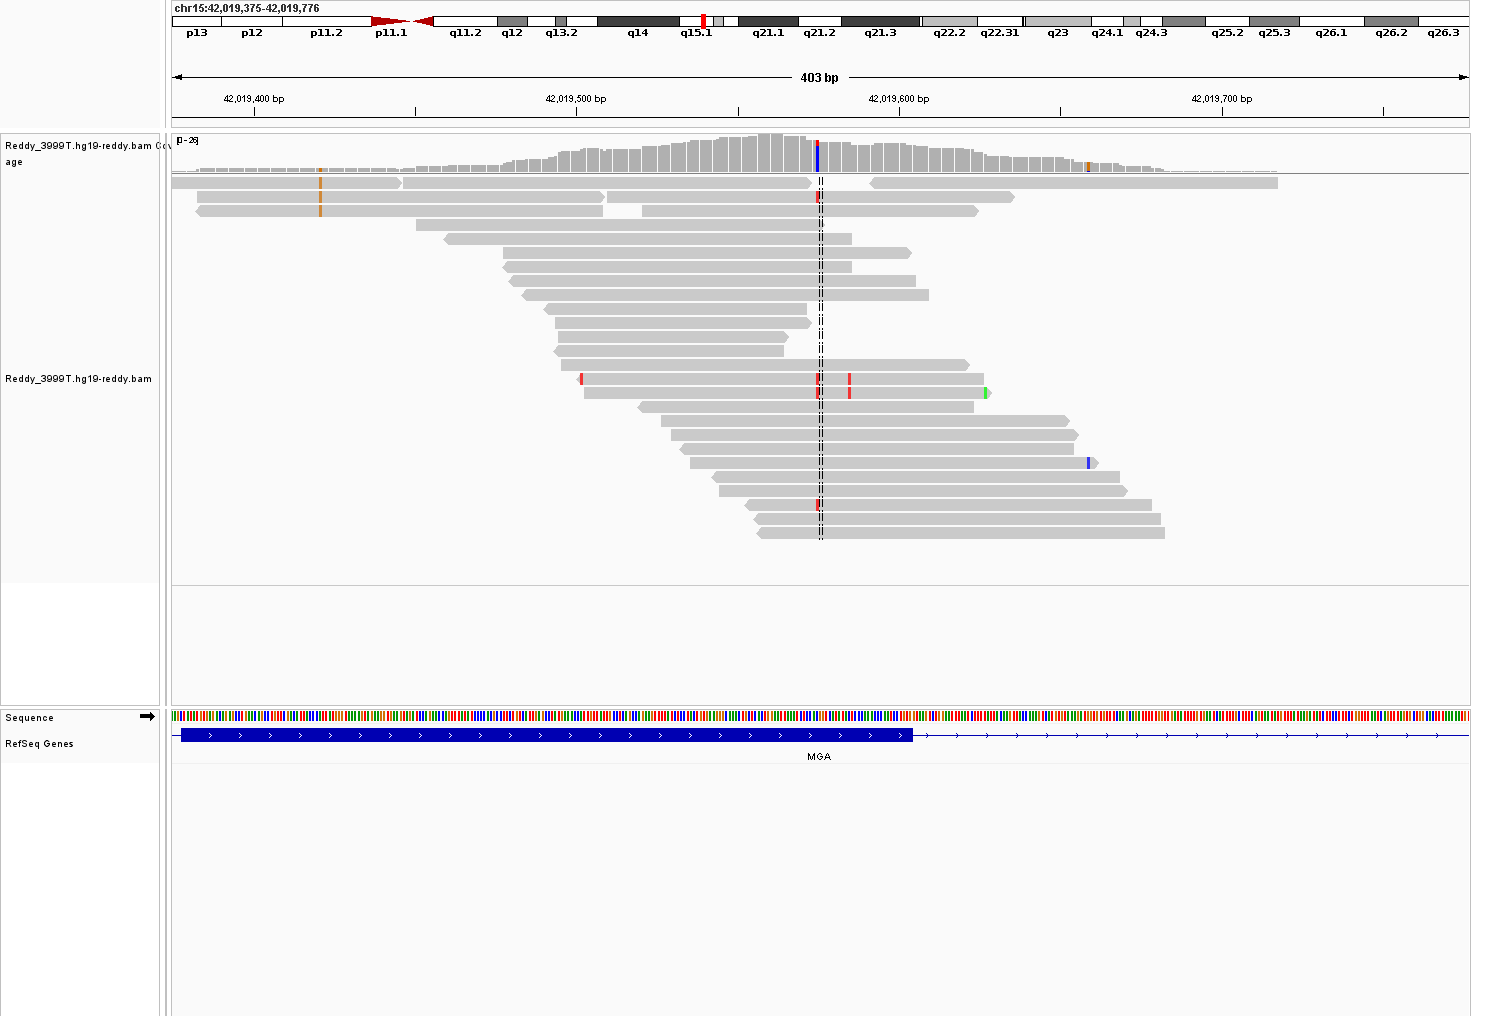 chr15:42,019,375-42,019,776
p13 p12 p11.2 p11.1 q11.2 q12 q13.2 q14 q15.1 q21.1 q21.2 q21.3 q22.2 q22.31 q23 q24.1 q24.3 q25.2 q25.3 q26.1 q26.2 q26.3
403 bp
42,019,400 bp 42,019,500 bp 42,019,600 bp 42,019,700 bp
Reddy_3999T.hg19-reddy.bam Cov
age
[0-26]
Reddy_3999T.hg19-reddy.bam
Sequence
RefSeq Genes
MGA